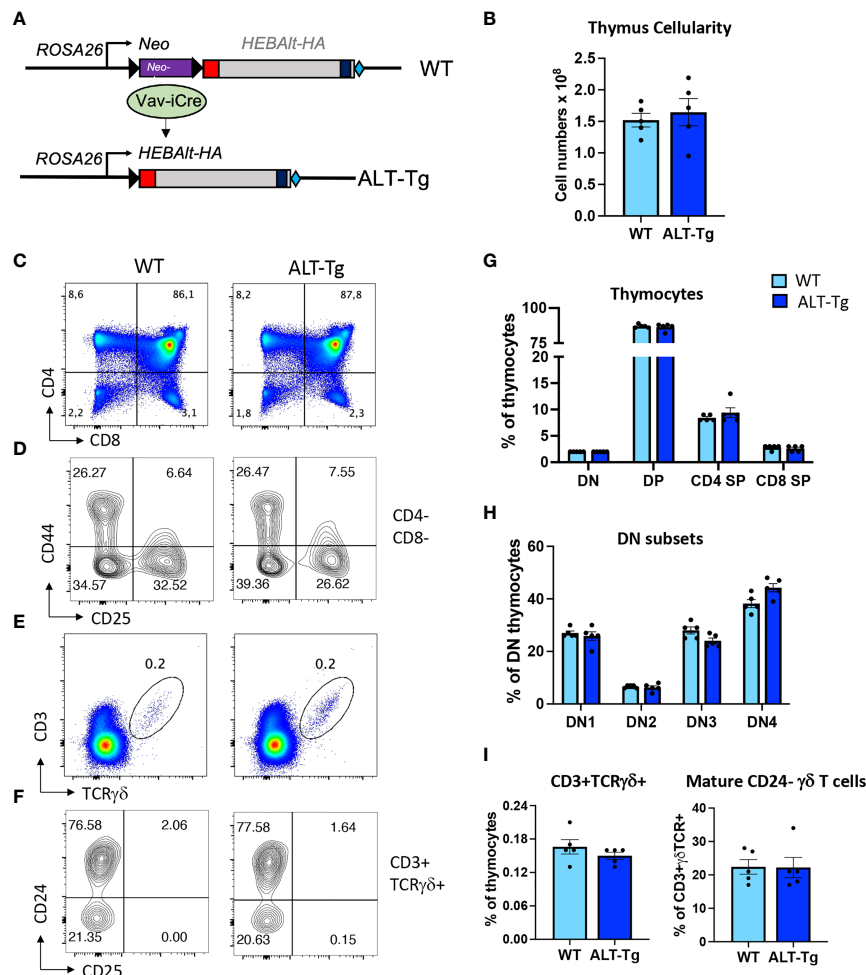 A
ROSA26
Neo
HEBAlt-HA
Neo-
WT
Vav-iCre
ROSA26
HEBAlt-HA
ALT-Tg
B
Thymus Cellularity
Cell numbers x 10⁸
2.5
2.0
1.5
1.0
0.5
0.0
WT ALT-Tg
C
WT
ALT-Tg
8,6 86,1
2,2 3,1
8,2 87,8
1,8 2,3
CD4
CD8
D
26.27 6.64
34.57 32.52
26.47 7.55
39.36 26.62
CD44
CD25
CD4-
CD8-
E
0.2
0.2
CD3
TCRγδ
F
76.58 2.06
21.35 0.00
77.58 1.64
20.63 0.15
CD24
CD25
CD3+
TCRγδ+
G
WT
ALT-Tg
Thymocytes
% of thymocytes
100
75
20
15
10
5
0
DN DP CD4 SP CD8 SP
H
DN subsets
% of DN thymocytes
60
40
20
0
DN1 DN2 DN3 DN4
I
CD3+TCRγδ+
% of thymocytes
0.24
0.18
0.12
0.06
0.00
WT ALT-Tg
Mature CD24- γδ T cells
% of CD3+γδTCR+
40
30
20
10
0
WT ALT-Tg